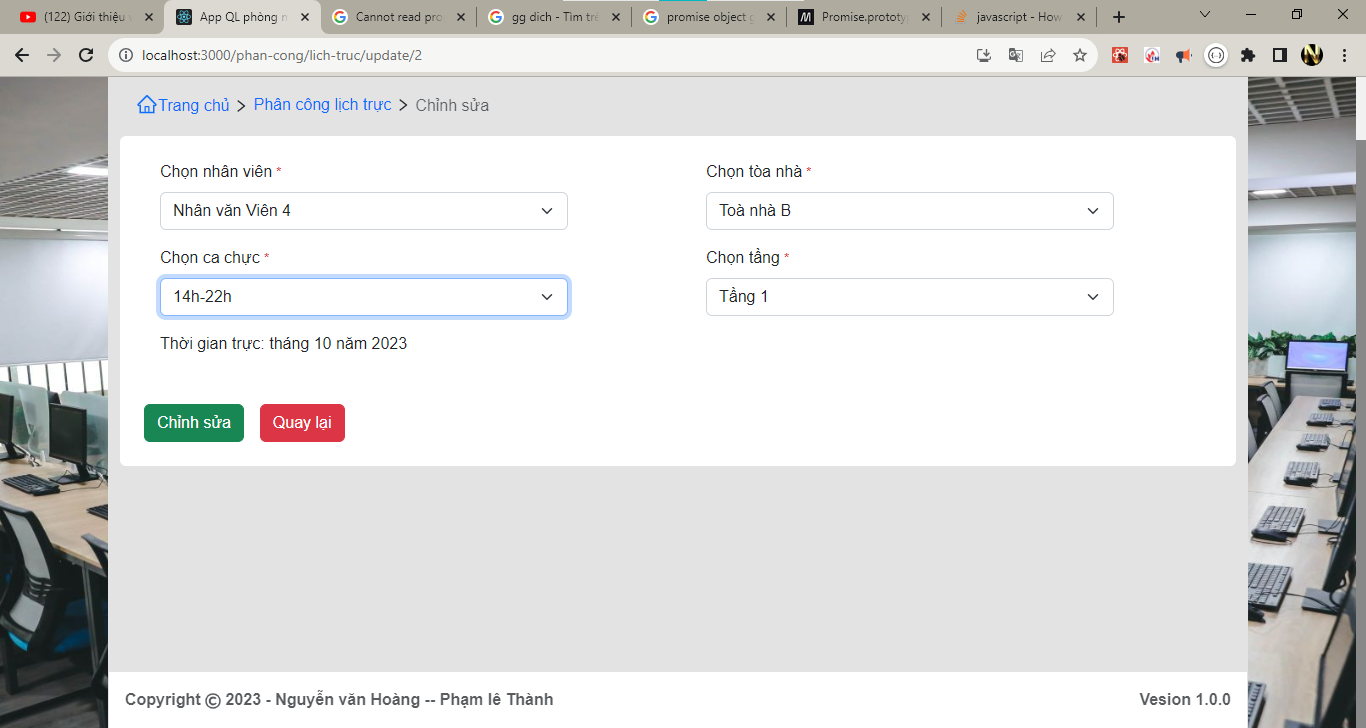 (122) Giới thiệu
App QL phòng
Cannot read pro
gg dich - Tìm
promise object
Promise.prototy
javascript - How
localhost:3000/phan-cong/lich-truc/update/2
Trang chủ > Phân công lịch trực > Chỉnh sửa
Chọn nhân viên *
Chọn tòa nhà *
Nhân văn Viên 4
Toà nhà B
Chọn ca chực *
Chọn tầng *
14h-22h
Tầng 1
Thời gian trực: tháng 10 năm 2023
Chỉnh sửa
Quay lại
Copyright © 2023 - Nguyễn văn Hoàng -- Phạm lê Thành
Vesion 1.0.0